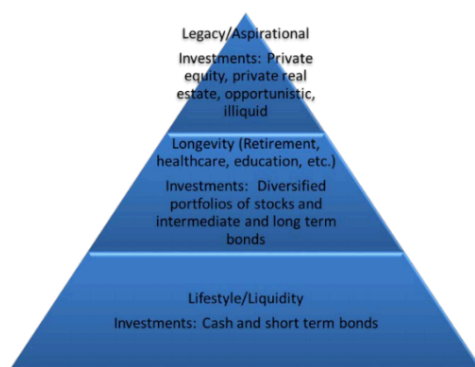 Legacy/Aspirational
Investments: Private
equity, private real
estate, opportunistic,
illiquid
Longevity (Retirement,
healthcare, education, etc.)
Investments: Diversified
portfolios of stocks and
intermediate and long term
bonds
Lifestyle/Liquidity
Investments: Cash and short term bonds